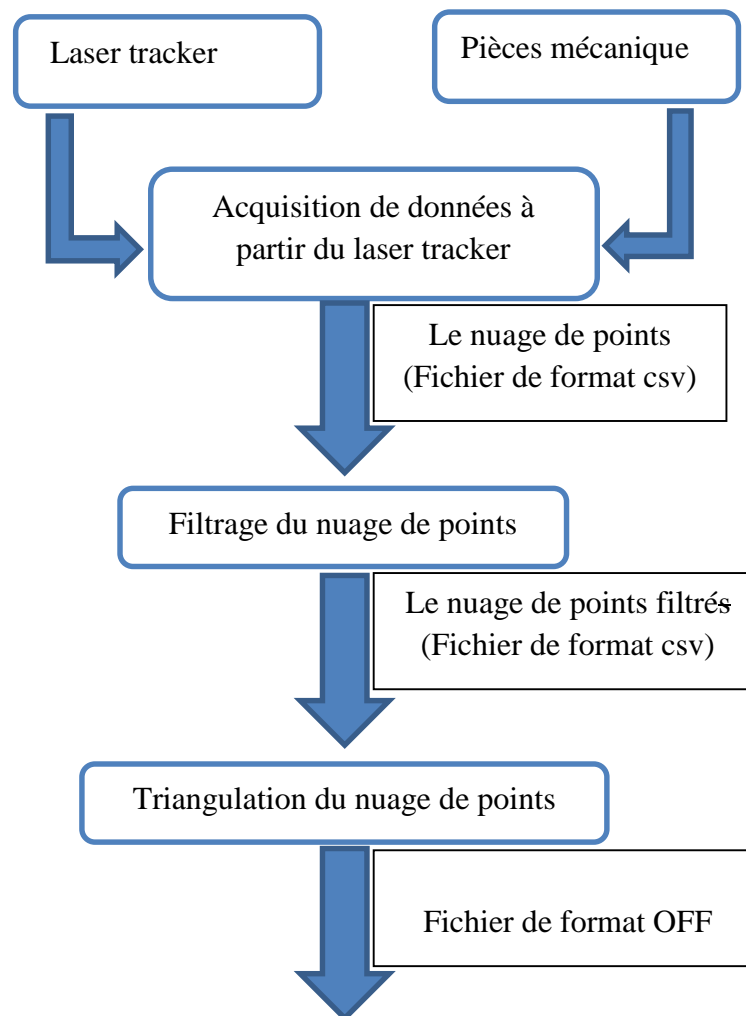 Laser tracker
Pièces mécanique
Acquisition de données à
partir du laser tracker
Le nuage de points
(Fichier de format csv)
Filtrage du nuage de points
Le nuage de points filtrés
(Fichier de format csv)
Triangulation du nuage de points
Fichier de format OFF